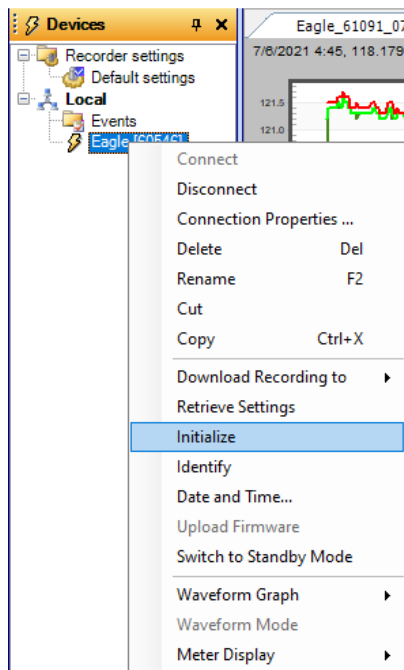 Devices
Eagle_61091_07
Recorder settings
7/6/2021 4:45, 118.179
Default settings
Local
121.5
Events
121.0
Eagle [60546]
Connect
Disconnect
Connection Properties ...
Delete Del
Rename F2
Cut
Copy Ctrl+X
Download Recording to
Retrieve Settings
Initialize
Identify
Date and Time...
Upload Firmware
Switch to Standby Mode
Waveform Graph
Waveform Mode
Meter Display